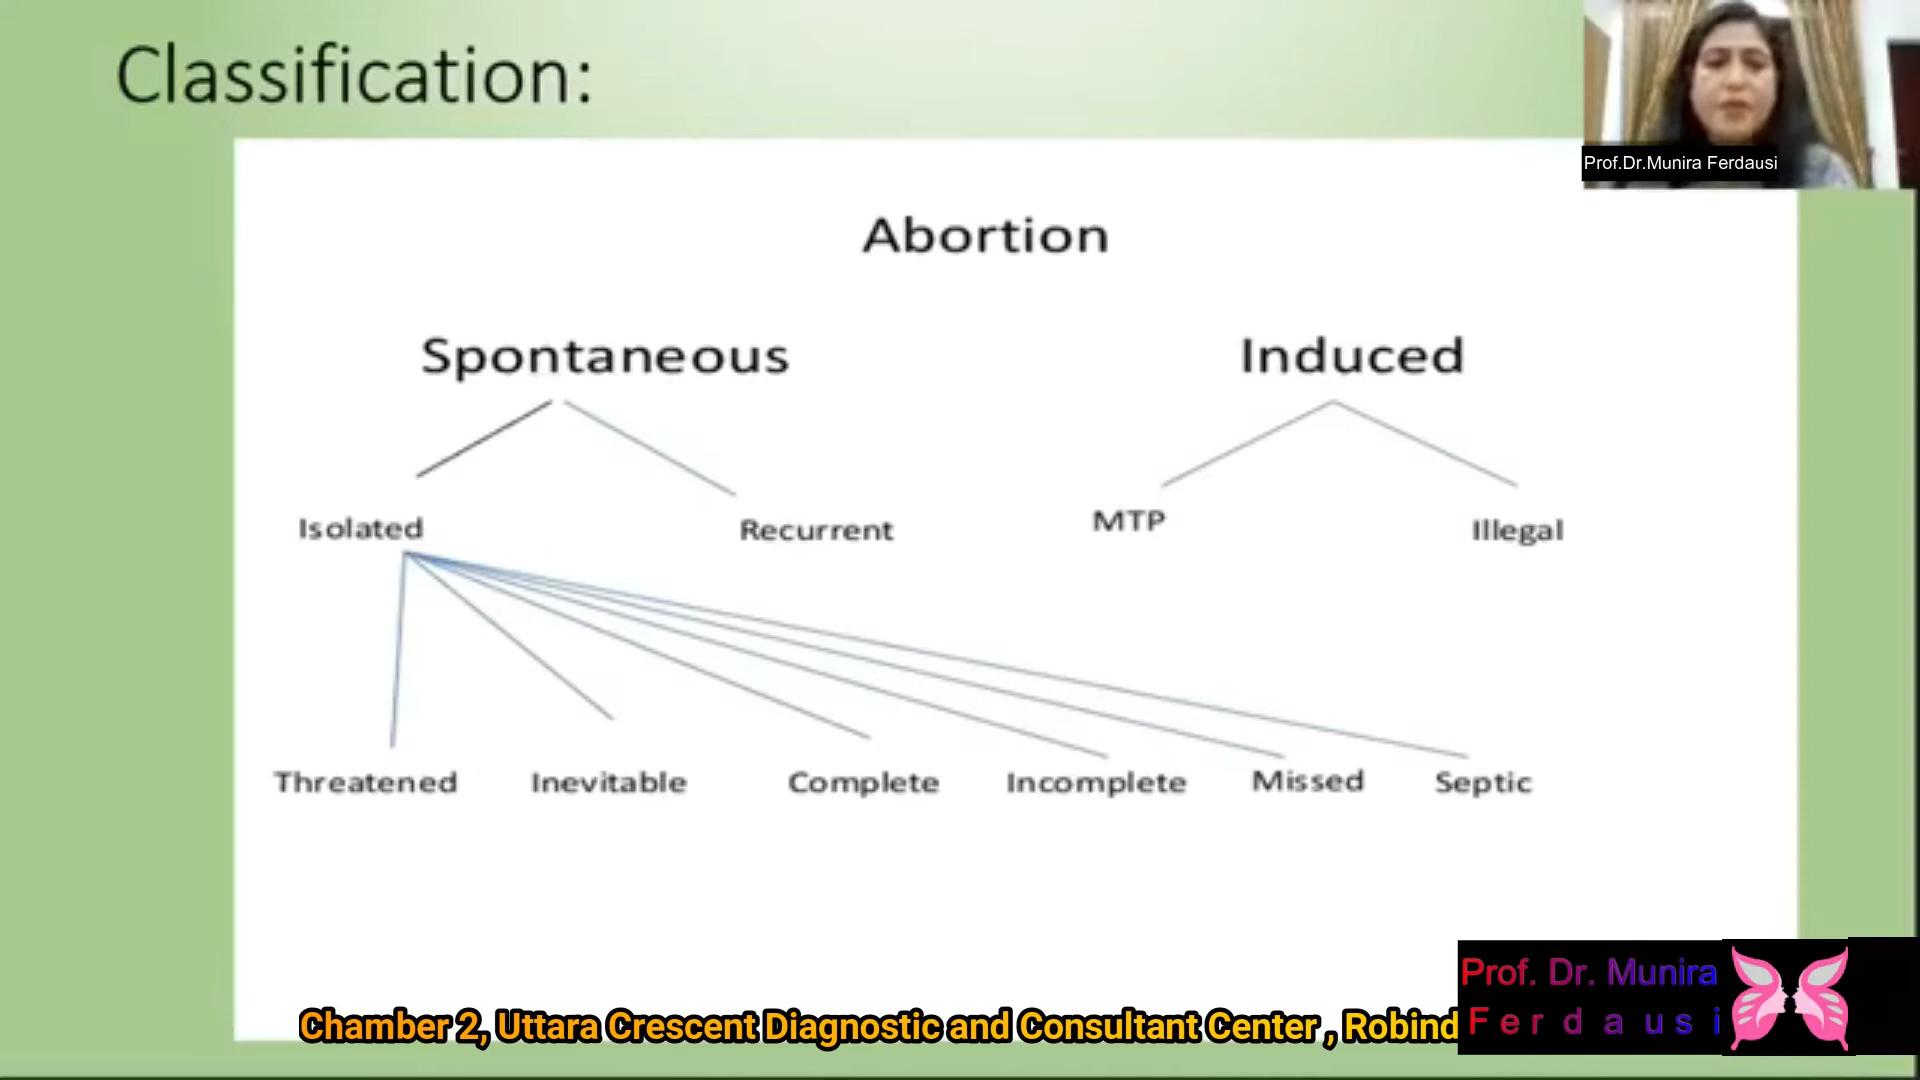 Classification:
Prof.Dr.Munira Ferdausi
Abortion
Spontaneous Induced
Isolated Recurrent MTP Illegal
Threatened Inevitable Complete Incomplete Missed Septic
Prof. Dr. Munira
Ferdausi
Chamber 2, Uttara Crescent Diagnostic and Consultant Center , Robind